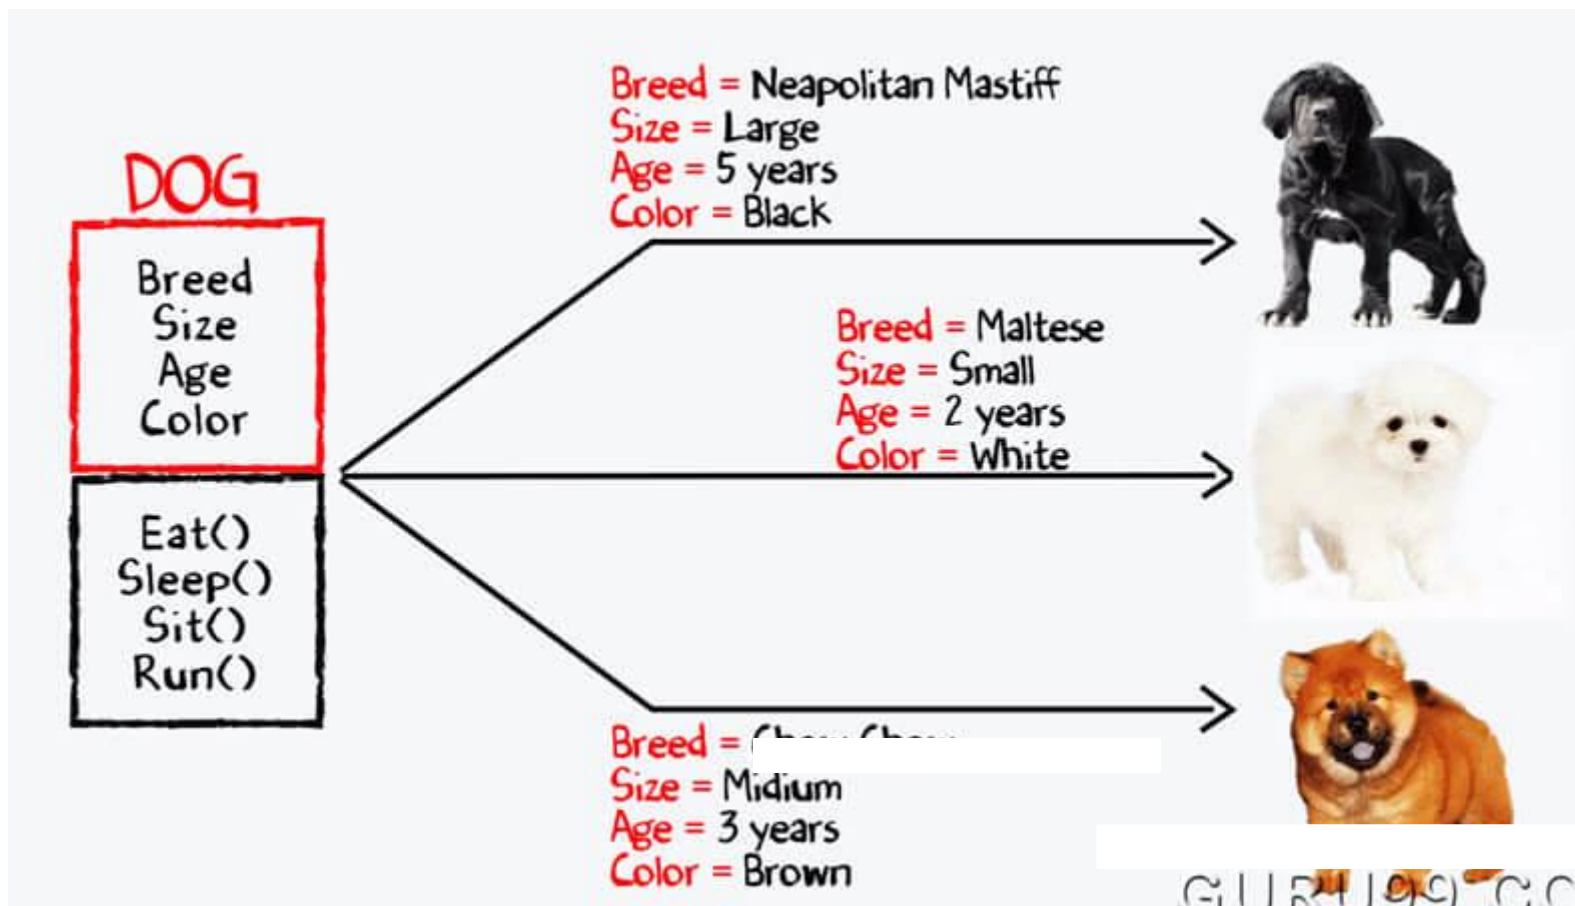 DOG
Breed
Size
Age
Color
Eat()
Sleep()
Sit()
Run()
Breed = Neapolitan Mastiff
Size = Large
Age = 5 years
Color = Black
Breed = Maltese
Size = Small
Age = 2 years
Color = White
Breed =
Size = Midium
Age = 3 years
Color = Brown